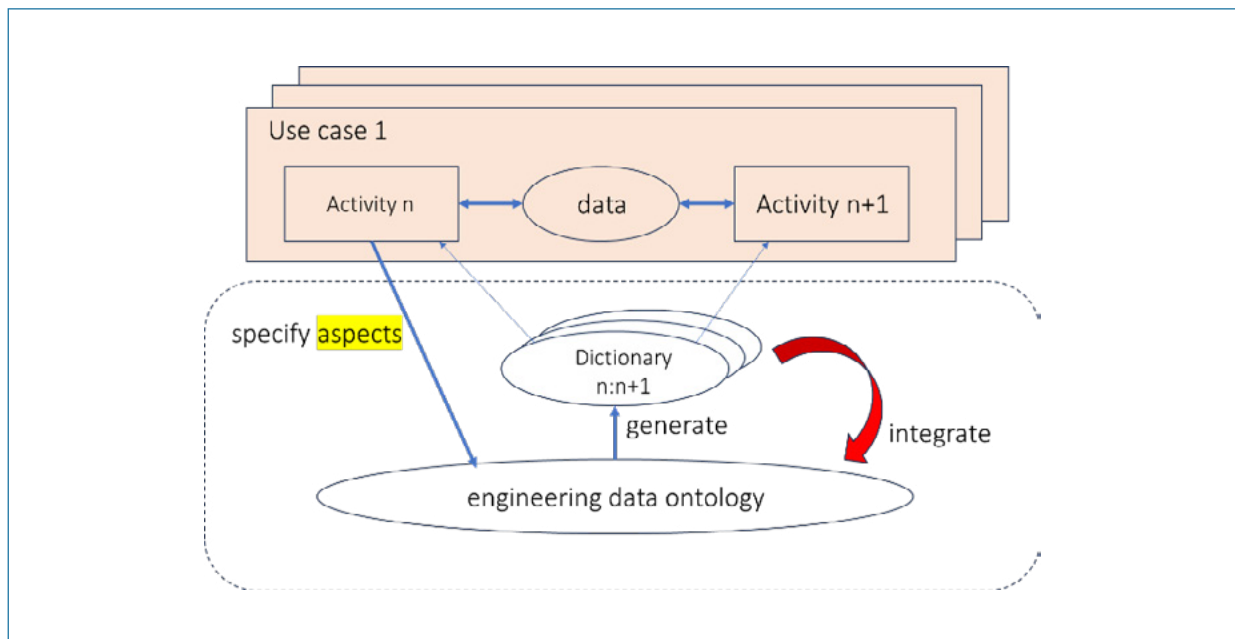 Use case 1
Activity n
data
Activity n+1
specify aspects
Dictionary
n:n+1
generate
integrate
engineering data ontology